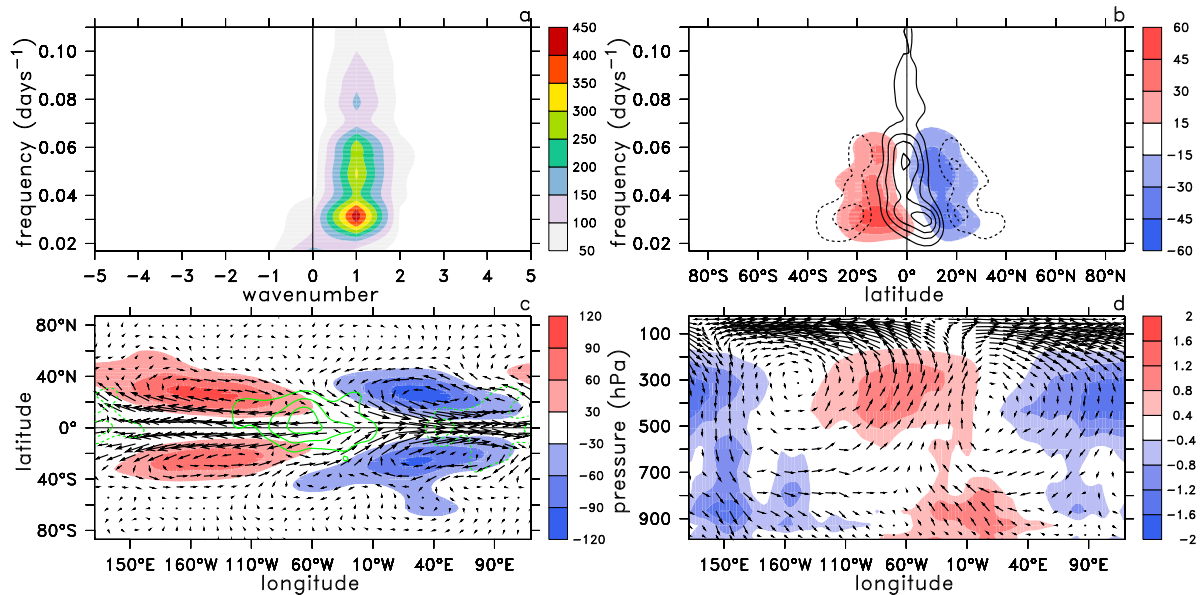 a
frequency (days⁻¹)
0.10
0.08
0.06
0.04
0.02
−5 −4 −3 −2 −1 0 1 2 3 4 5
wavenumber
450
400
350
300
250
200
150
100
50
b
frequency (days⁻¹)
0.10
0.08
0.06
0.04
0.02
80°S 60°S 40°S 20°S 0° 20°N 40°N 60°N 80°N
latitude
60
45
30
15
−15
−30
−45
−60
c
latitude
80°N
40°N
0°
40°S
80°S
150°E 160°W 110°W 60°W 10°W 40°E 90°E
longitude
120
90
60
30
−30
−60
−90
−120
d
pressure (hPa)
100
300
500
700
900
150°E 160°W 110°W 60°W 10°W 40°E 90°E
longitude
2
1.6
1.2
0.8
0.4
−0.4
−0.8
−1.2
−1.6
−2